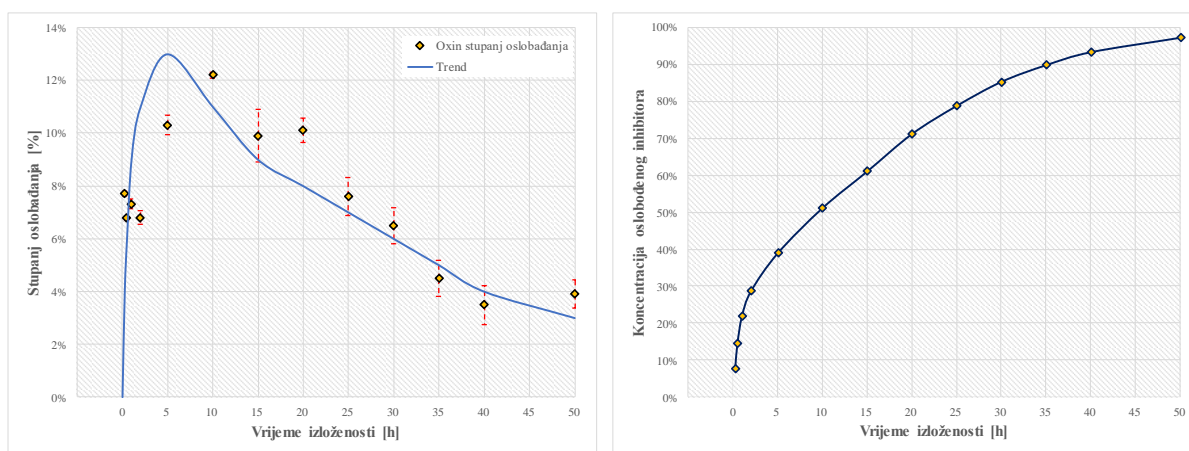 14%
12%
10%
8%
6%
4%
2%
0%
Stupanj oslobađanja [%]
Oxin stupanj oslobađanja
Trend
0 5 10 15 20 25 30 35 40 45 50
Vrijeme izloženosti [h]
100%
90%
80%
70%
60%
50%
40%
30%
20%
10%
0%
Koncentracija oslobođenog inhibitora
0 5 10 15 20 25 30 35 40 45 50
Vrijeme izloženosti [h]